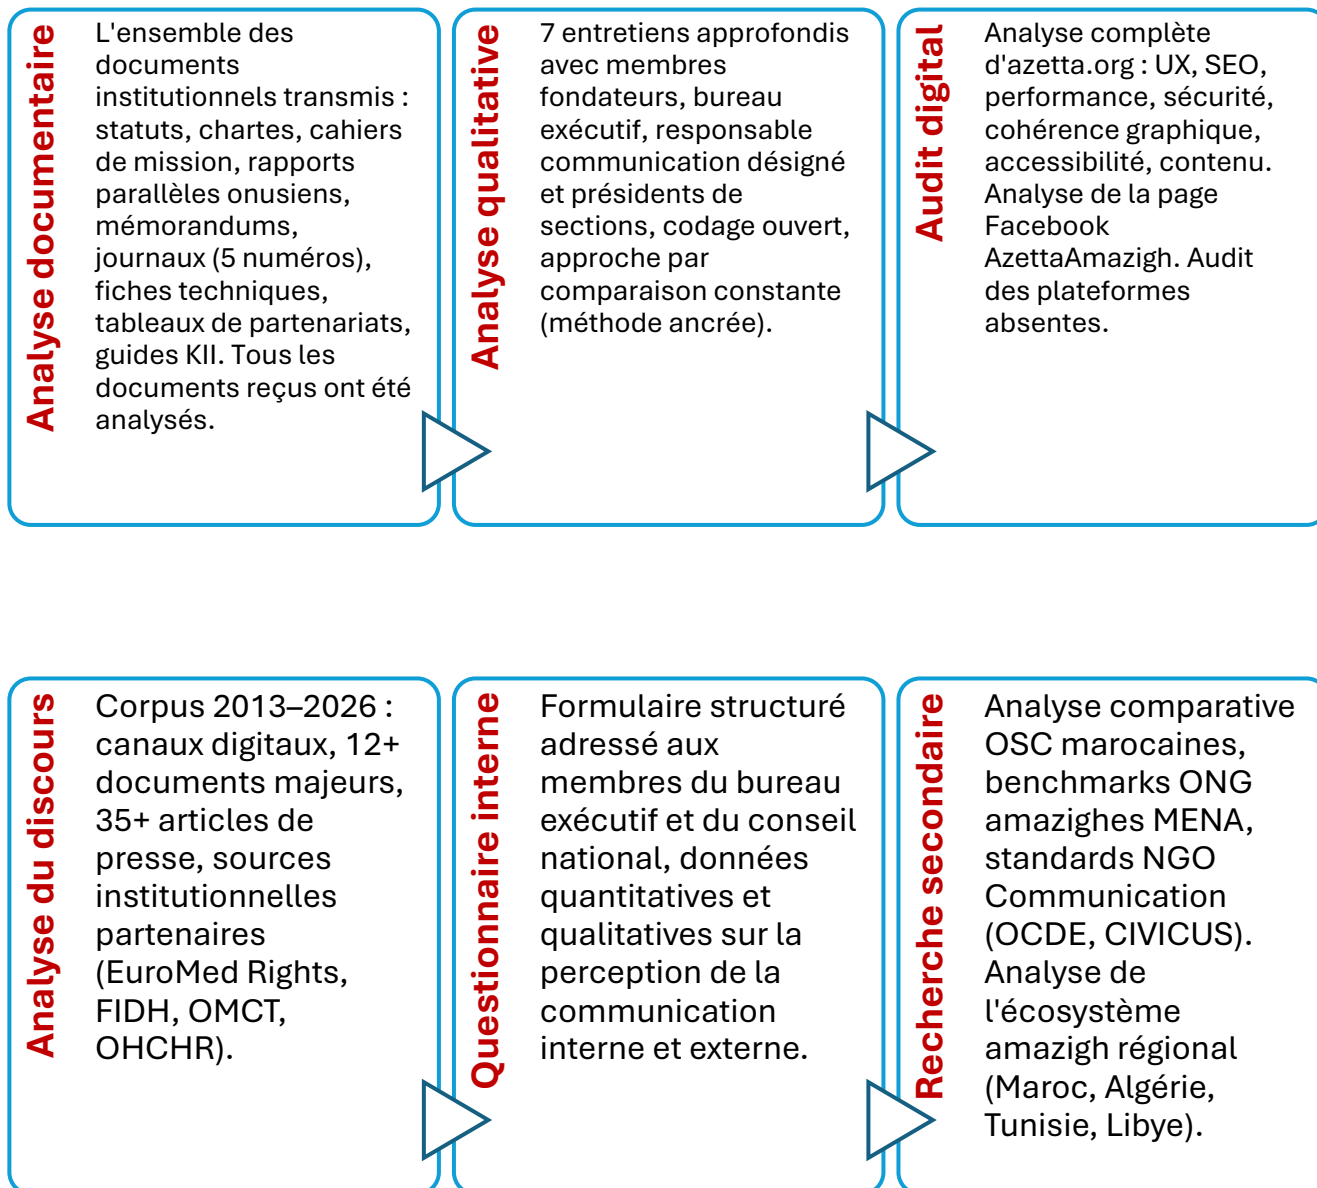 Analyse documentaire
L'ensemble des
documents
institutionnels transmis :
statuts, chartes, cahiers
de mission, rapports
parallèles onusiens,
mémorandums,
journaux (5 numéros),
fiches techniques,
tableaux de partenariats,
guides KII. Tous les
documents reçus ont été
analysés.
Analyse qualitative
7 entretiens approfondis
avec membres
fondateurs, bureau
exécutif, responsable
communication désigné
et présidents de
sections, codage ouvert,
approche par
comparaison constante
(méthode ancrée).
Audit digital
Analyse complète
d'azetta.org : UX, SEO,
performance, sécurité,
cohérence graphique,
accessibilité, contenu.
Analyse de la page
Facebook
AzettaAmazigh. Audit
des plateformes
absentes.
Analyse du discours
Corpus 2013–2026 :
canaux digitaux, 12+
documents majeurs,
35+ articles de
presse, sources
institutionnelles
partenaires
(EuroMed Rights,
FIDH, OMCT,
OHCHR).
Questionnaire interne
Formulaire structuré
adressé aux
membres du bureau
exécutif et du conseil
national, données
quantitatives et
qualitatives sur la
perception de la
communication
interne et externe.
Recherche secondaire
Analyse comparative
OSC marocaines,
benchmarks ONG
amazighes MENA,
standards NGO
Communication
(OCDE, CIVICUS).
Analyse de
l'écosystème
amazigh régional
(Maroc, Algérie,
Tunisie, Libye).